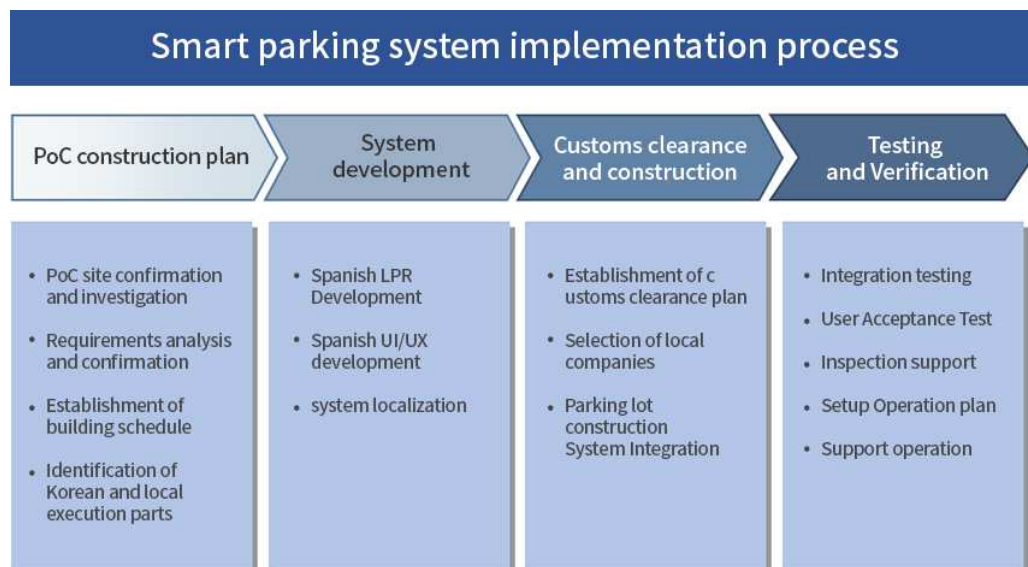 Smart parking system implementation process
PoC construction plan
System
development
Customs clearance
and construction
Testing
and Verification
• PoC site confirmation
and investigation
• Requirements analysis
and confirmation
• Establishment of
building schedule
• Identification of
Korean and local
execution parts
• Spanish LPR
Development
• Spanish UI/UX
development
• system localization
• Establishment of c
ustoms clearance plan
• Selection of local
companies
• Parking lot
construction
System Integration
• Integration testing
• User Acceptance Test
• Inspection support
• Setup Operation plan
• Support operation